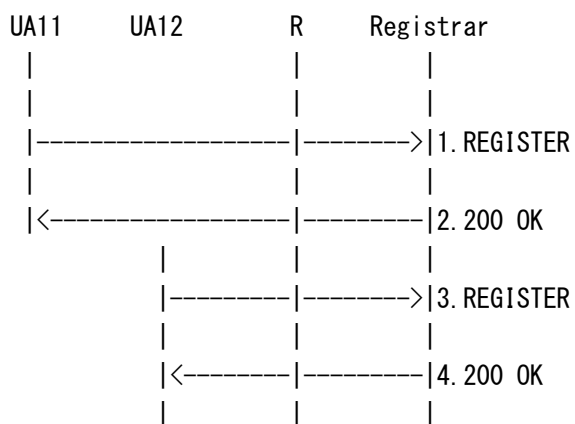 UA11 UA12 R Registrar
1.REGISTER
2.200 OK
3.REGISTER
4.200 OK